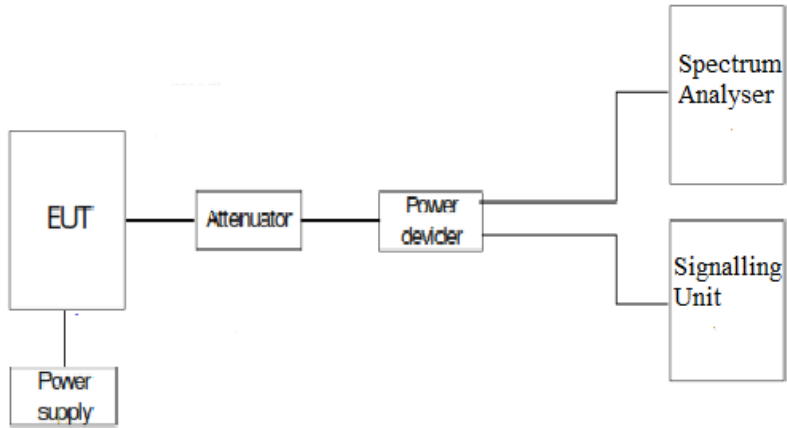 Spectrum
Analyser
EUT
Attenuator
Power
devider
Signalling
Unit
Power
supply